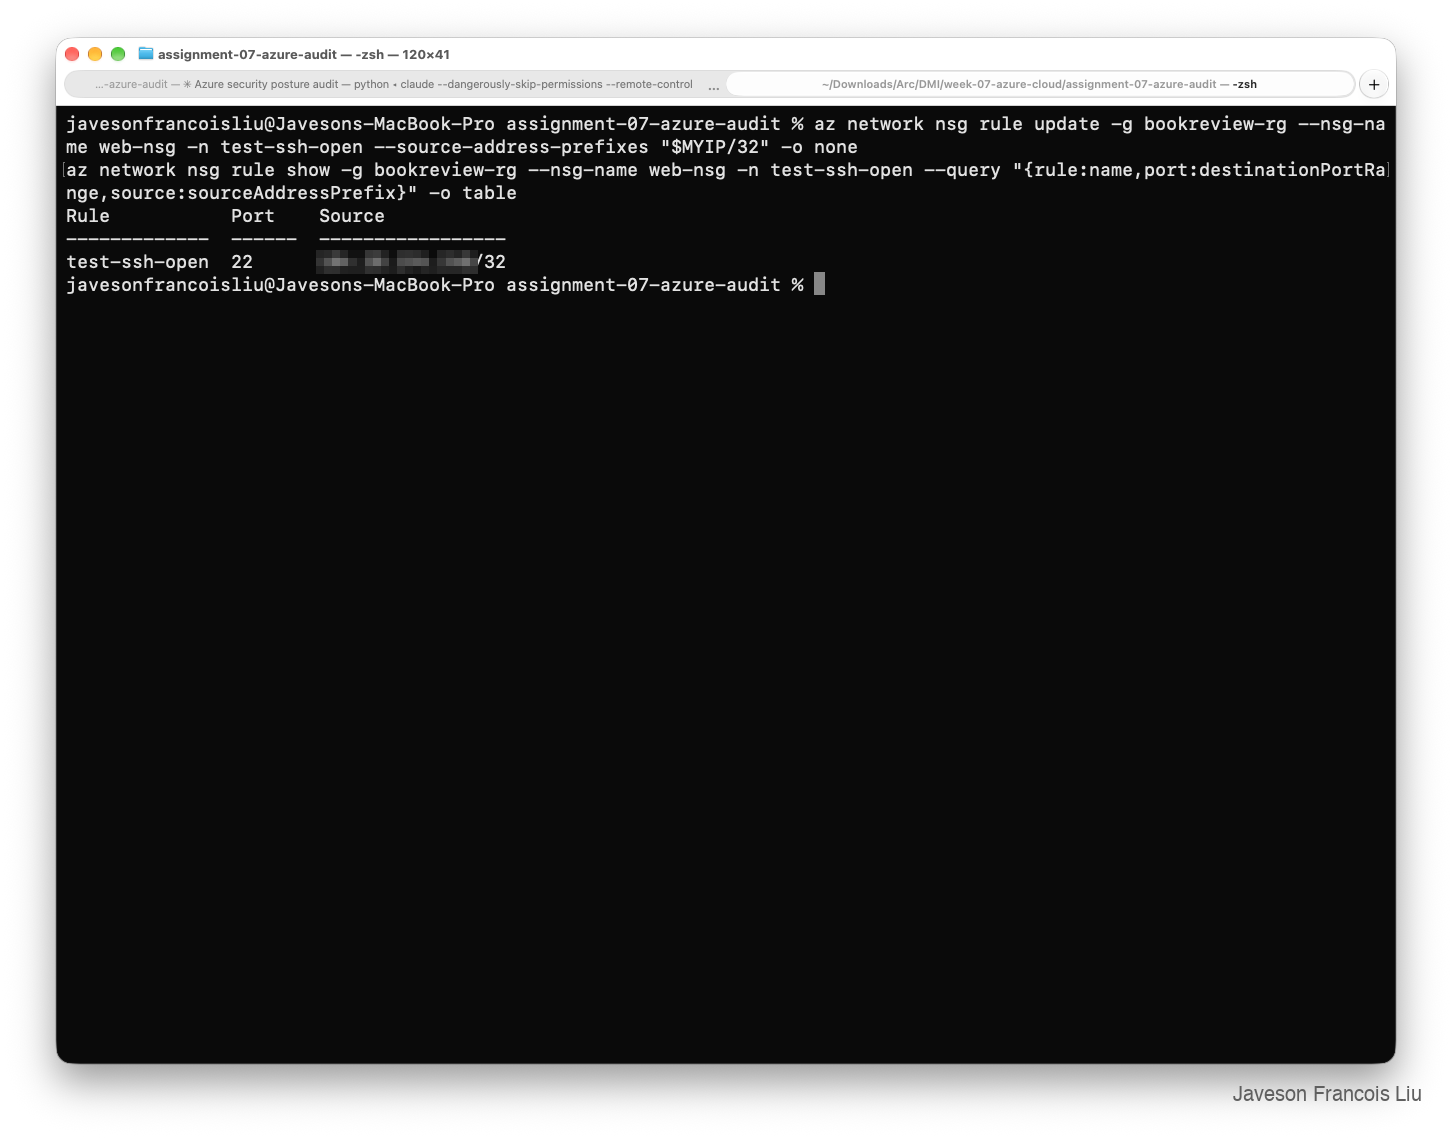 assignment-07-azure-audit — -zsh — 120×41
...-azure-audit — ✳ Azure security posture audit — python • claude --dangerously-skip-permissions --remote-control ...
~/Downloads/Arc/DMI/week-07-azure-cloud/assignment-07-azure-audit — -zsh
+
javesonfrancoisliu@Javesons-MacBook-Pro assignment-07-azure-audit % az network nsg rule update -g bookreview-rg --nsg-na
me web-nsg -n test-ssh-open --source-address-prefixes "$MYIP/32" -o none
az network nsg rule show -g bookreview-rg --nsg-name web-nsg -n test-ssh-open --query "{rule:name,port:destinationPortRa
nge,source:sourceAddressPrefix}" -o table
Rule Port Source
------------- ------ -----------------
test-ssh-open 22 /32
javesonfrancoisliu@Javesons-MacBook-Pro assignment-07-azure-audit %
Javeson Francois Liu